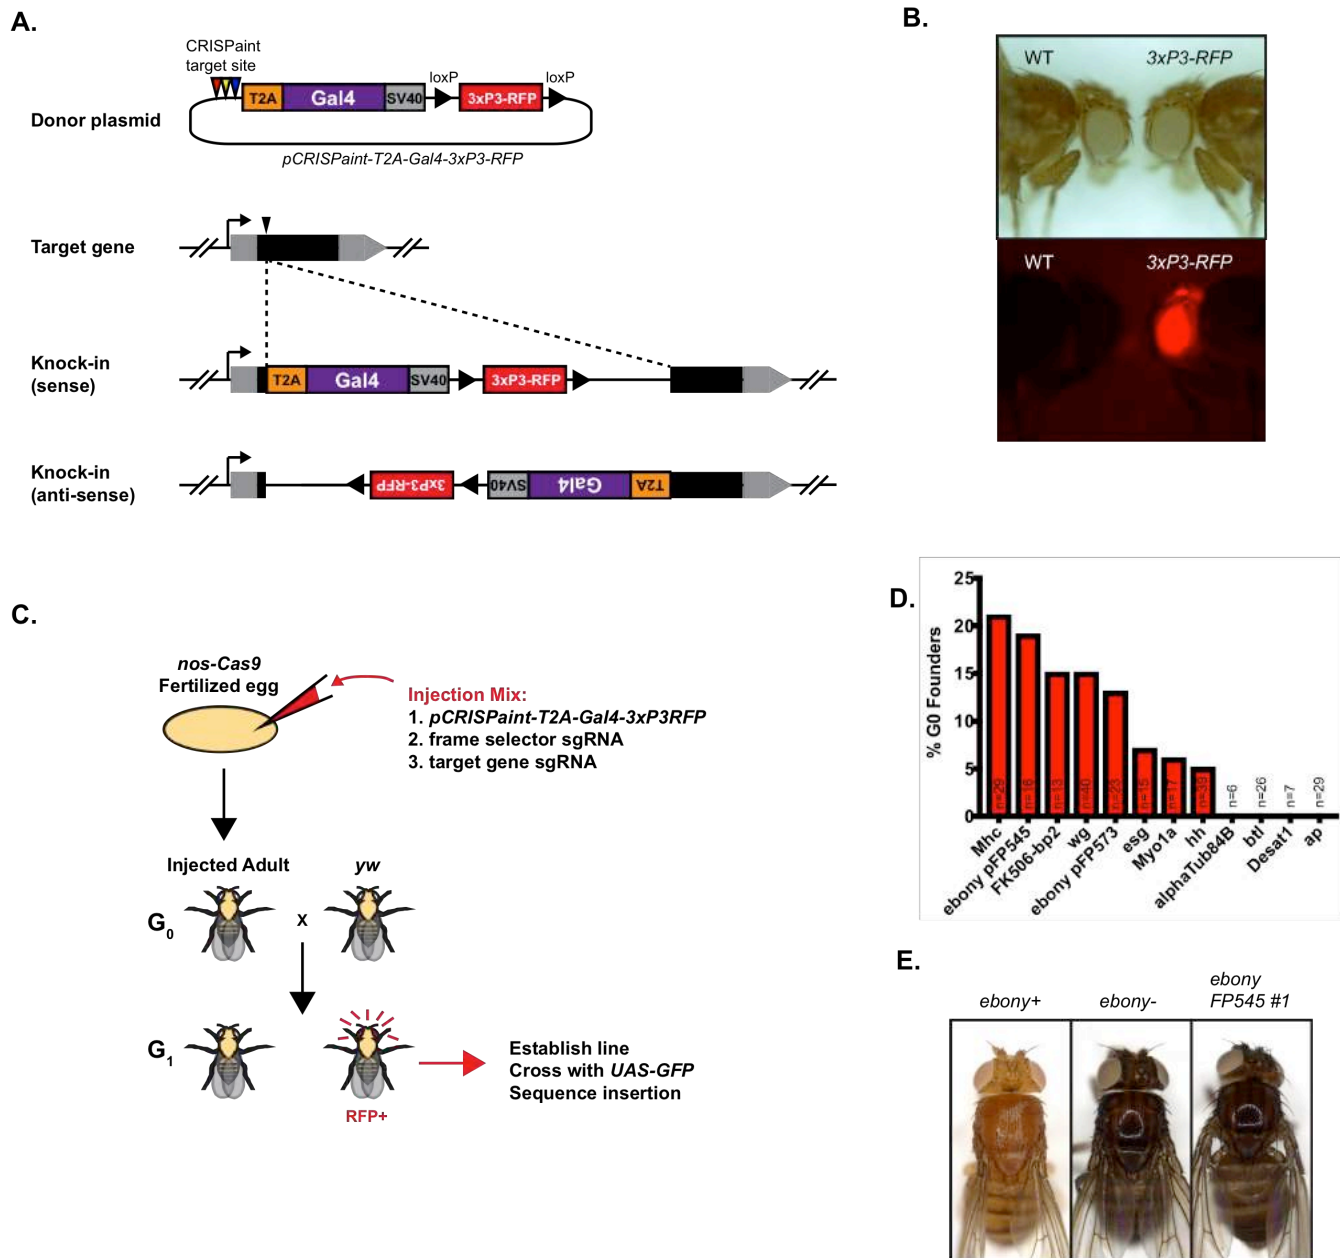 A.
CRISPaint
target site
loxP
loxP
T2A
Gal4
SV40
3xP3-RFP
Donor plasmid
pCRISPaint-T2A-Gal4-3xP3-RFP
Target gene
Knock-in
(sense)
T2A
Gal4
SV40
3xP3-RFP
Knock-in
(anti-sense)
3xP3-RFP
SV40
Gal4
T2A
B.
WT
3xP3-RFP
WT
3xP3-RFP
C.
nos-Cas9
Fertilized egg
Injection Mix:
1. pCRISPaint-T2A-Gal4-3xP3RFP
2. frame selector sgRNA
3. target gene sgRNA
Injected Adult
yw
G0
X
G1
RFP+
Establish line
Cross with UAS-GFP
Sequence insertion
D.
% G0 Founders
25
20
15
10
5
0
n=29
n=16
n=13
n=40
n=23
n=15
n=17
n=39
n=6
n=26
n=7
n=29
Mhc
ebony pFP545
FK506-bp2
wg
ebony pFP573
esg
Myo1a
hh
alphaTub84B
btl
Desat1
ap
E.
ebony+
ebony-
ebony
FP545 #1